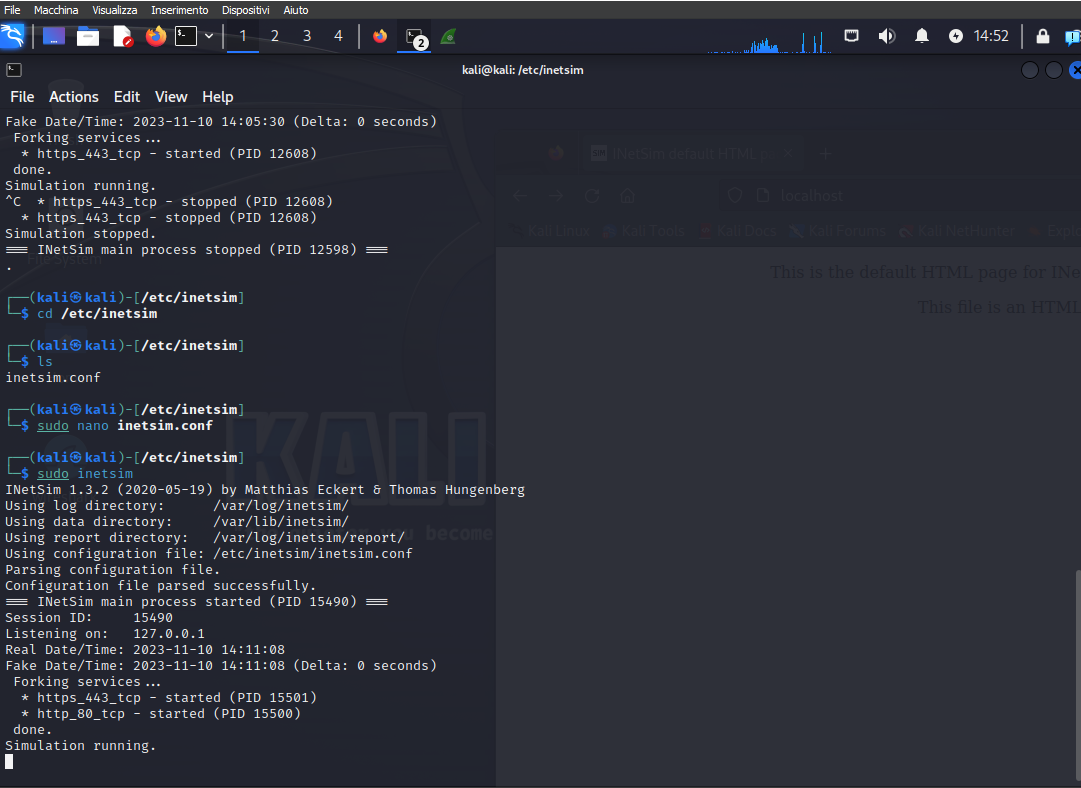 File Macchina Visualizza Inserimento Dispositivi Aiuto
1 2 3 4 2 14:52
kali@kali: /etc/inetsim
File Actions Edit View Help
Fake Date/Time: 2023-11-10 14:05:30 (Delta: 0 seconds)
Forking services...
* https_443_tcp - started (PID 12608)
done.
Simulation running.
^C * https_443_tcp - stopped (PID 12608)
* https_443_tcp - stopped (PID 12608)
Simulation stopped.
=== INetSim main process stopped (PID 12598) ===
.
┌──(kali㉿kali)-[/etc/inetsim]
└─$ cd /etc/inetsim
┌──(kali㉿kali)-[/etc/inetsim]
└─$ ls
inetsim.conf
┌──(kali㉿kali)-[/etc/inetsim]
└─$ sudo nano inetsim.conf
┌──(kali㉿kali)-[/etc/inetsim]
└─$ sudo inetsim
INetSim 1.3.2 (2020-05-19) by Matthias Eckert & Thomas Hungenberg
Using log directory: /var/log/inetsim/
Using data directory: /var/lib/inetsim/
Using report directory: /var/log/inetsim/report/
Using configuration file: /etc/inetsim/inetsim.conf
Parsing configuration file.
Configuration file parsed successfully.
=== INetSim main process started (PID 15490) ===
Session ID: 15490
Listening on: 127.0.0.1
Real Date/Time: 2023-11-10 14:11:08
Fake Date/Time: 2023-11-10 14:11:08 (Delta: 0 seconds)
Forking services...
* https_443_tcp - started (PID 15501)
* http_80_tcp - started (PID 15500)
done.
Simulation running.
INetSim default HTML
localhost
Kali Linux Kali Tools Kali Docs Kali Forums Kali NetHunter
This is the default HTML page for INe
This file is an HTML
File System
KALI
you become